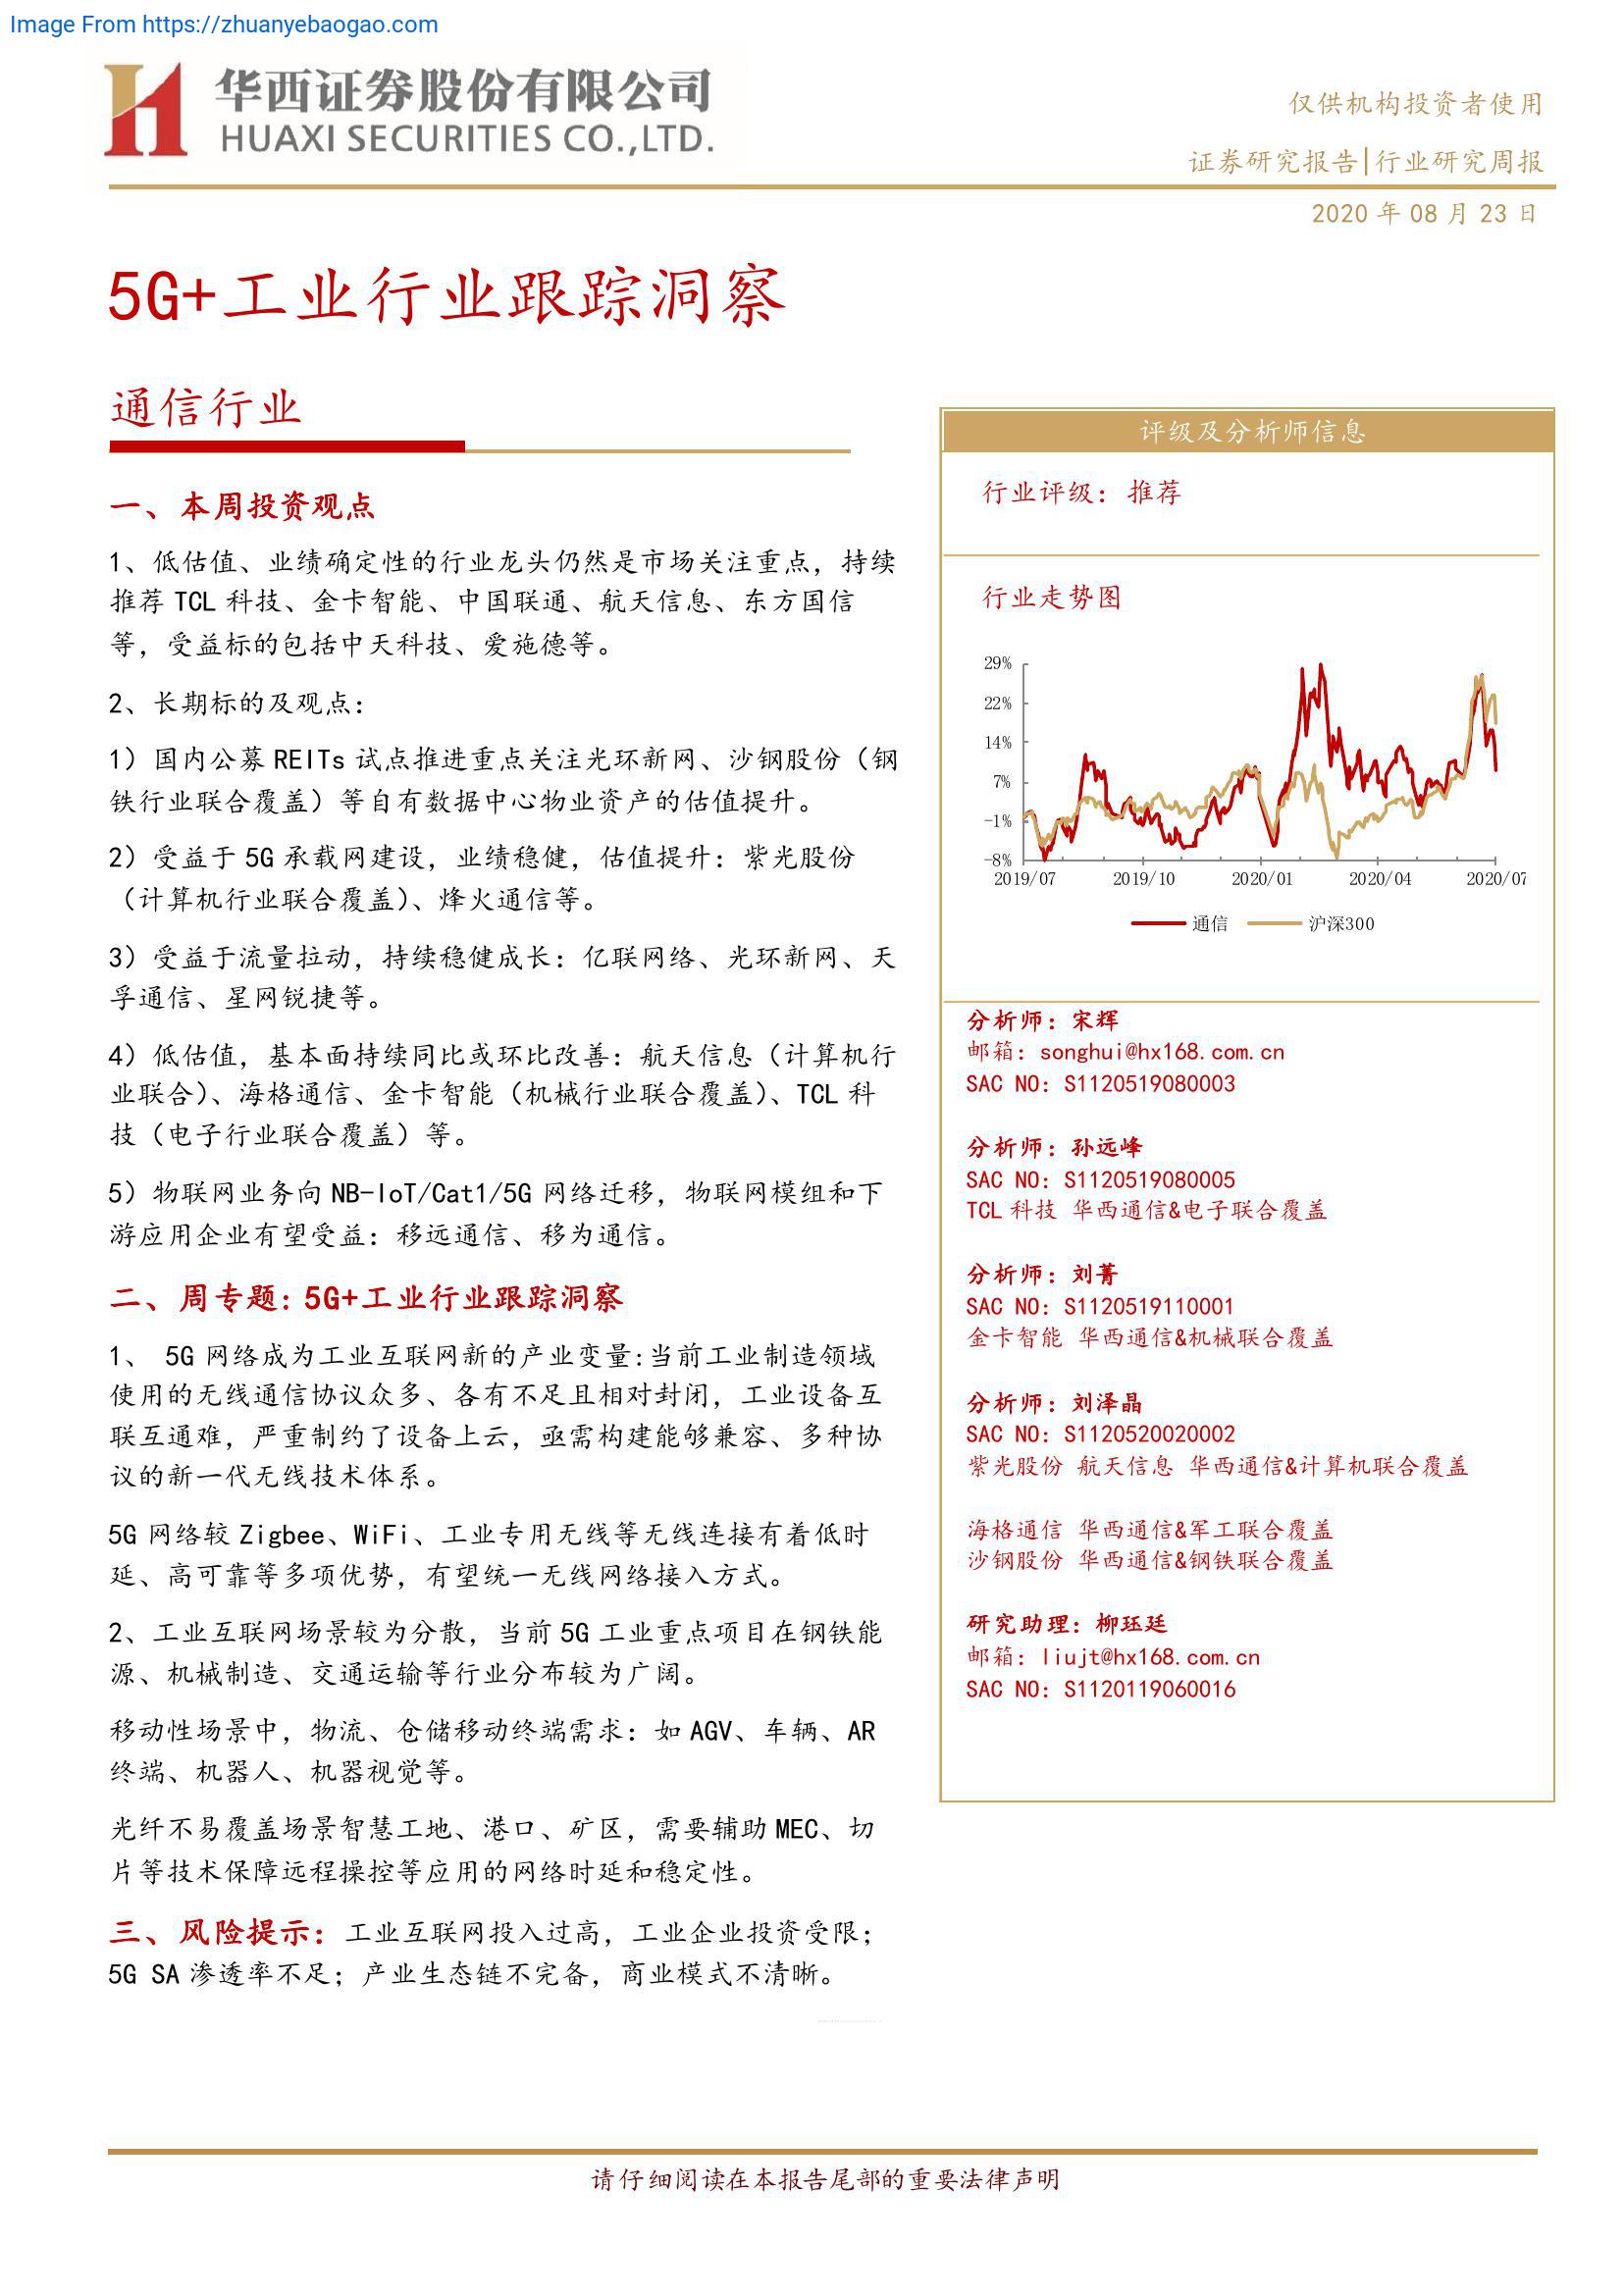 Image From https://zhuanyebaogao.com
华西证券股份有限公司
HUAXI SECURITIES CO.,LTD.
仅供机构投资者使用
证券研究报告|行业研究周报
2020 年 08 月 23 日
5G+工业行业跟踪洞察
通信行业
一、本周投资观点
1、低估值、业绩确定性的行业龙头仍然是市场关注重点，持续
推荐 TCL 科技、金卡智能、中国联通、航天信息、东方国信
等，受益标的包括中天科技、爱施德等。
2、长期标的及观点：
1）国内公募 REITs 试点推进重点关注光环新网、沙钢股份（钢
铁行业联合覆盖）等自有数据中心物业资产的估值提升。
2）受益于 5G 承载网建设，业绩稳健，估值提升：紫光股份
（计算机行业联合覆盖）、烽火通信等。
3）受益于流量拉动，持续稳健成长：亿联网络、光环新网、天
孚通信、星网锐捷等。
4）低估值，基本面持续同比或环比改善：航天信息（计算机行
业联合）、海格通信、金卡智能（机械行业联合覆盖）、TCL 科
技（电子行业联合覆盖）等。
5）物联网业务向 NB-IoT/Cat1/5G 网络迁移，物联网模组和下
游应用企业有望受益：移远通信、移为通信。
二、周专题: 5G+工业行业跟踪洞察
1、 5G 网络成为工业互联网新的产业变量:当前工业制造领域
使用的无线通信协议众多、各有不足且相对封闭，工业设备互
联互通难，严重制约了设备上云，亟需构建能够兼容、多种协
议的新一代无线技术体系。
5G 网络较 Zigbee、WiFi、工业专用无线等无线连接有着低时
延、高可靠等多项优势，有望统一无线网络接入方式。
2、工业互联网场景较为分散，当前 5G 工业重点项目在钢铁能
源、机械制造、交通运输等行业分布较为广阔。
移动性场景中，物流、仓储移动终端需求：如 AGV、车辆、AR
终端、机器人、机器视觉等。
光纤不易覆盖场景智慧工地、港口、矿区，需要辅助 MEC、切
片等技术保障远程操控等应用的网络时延和稳定性。
三、风险提示：工业互联网投入过高，工业企业投资受限；
5G SA 渗透率不足；产业生态链不完备，商业模式不清晰。
评级及分析师信息
行业评级：推荐
行业走势图
29%
22%
14%
7%
-1%
-8%
2019/07 2019/10 2020/01 2020/04 2020/07
通信 沪深300
分析师：宋辉
邮箱：songhui@hx168.com.cn
SAC NO：S1120519080003
分析师：孙远峰
SAC NO：S1120519080005
TCL 科技 华西通信&电子联合覆盖
分析师：刘菁
SAC NO：S1120519110001
金卡智能 华西通信&机械联合覆盖
分析师：刘泽晶
SAC NO：S1120520020002
紫光股份 航天信息 华西通信&计算机联合覆盖
海格通信 华西通信&军工联合覆盖
沙钢股份 华西通信&钢铁联合覆盖
研究助理：柳珏廷
邮箱：liujt@hx168.com.cn
SAC NO：S1120119060016
请仔细阅读在本报告尾部的重要法律声明